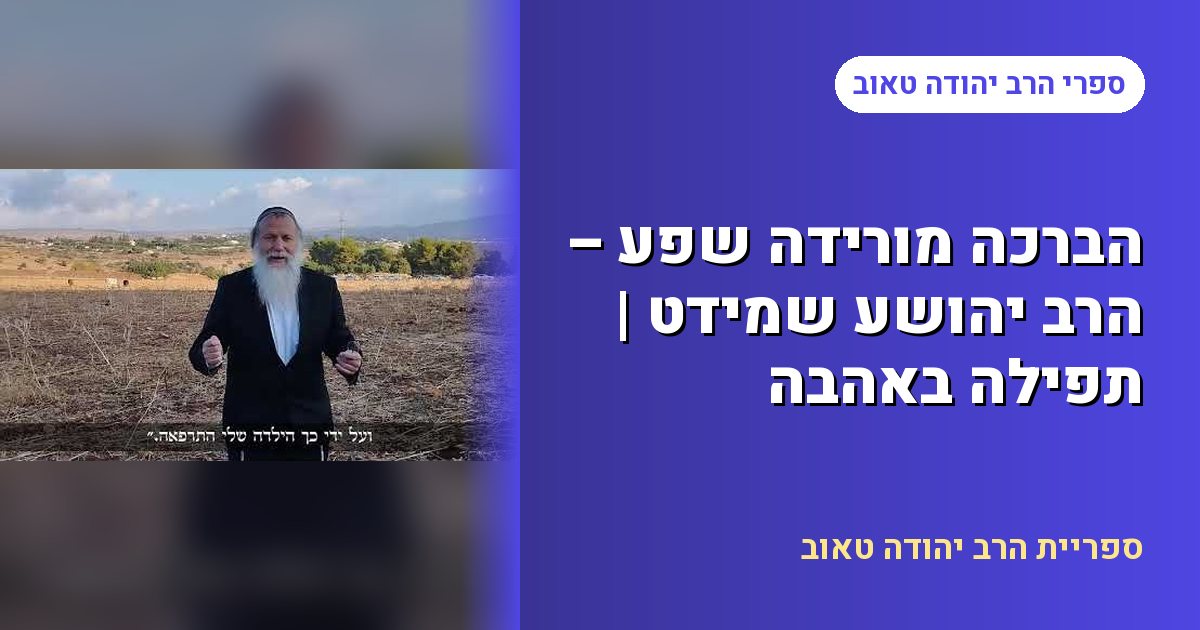 ספרי הרב יהודה טאוב
הברכה מורידה שפע –
הרב יהושע שמידט |
תפילה באהבה
ועל ידי כך הילדה שלי התרפאה."
ספריית הרב יהודה טאוב